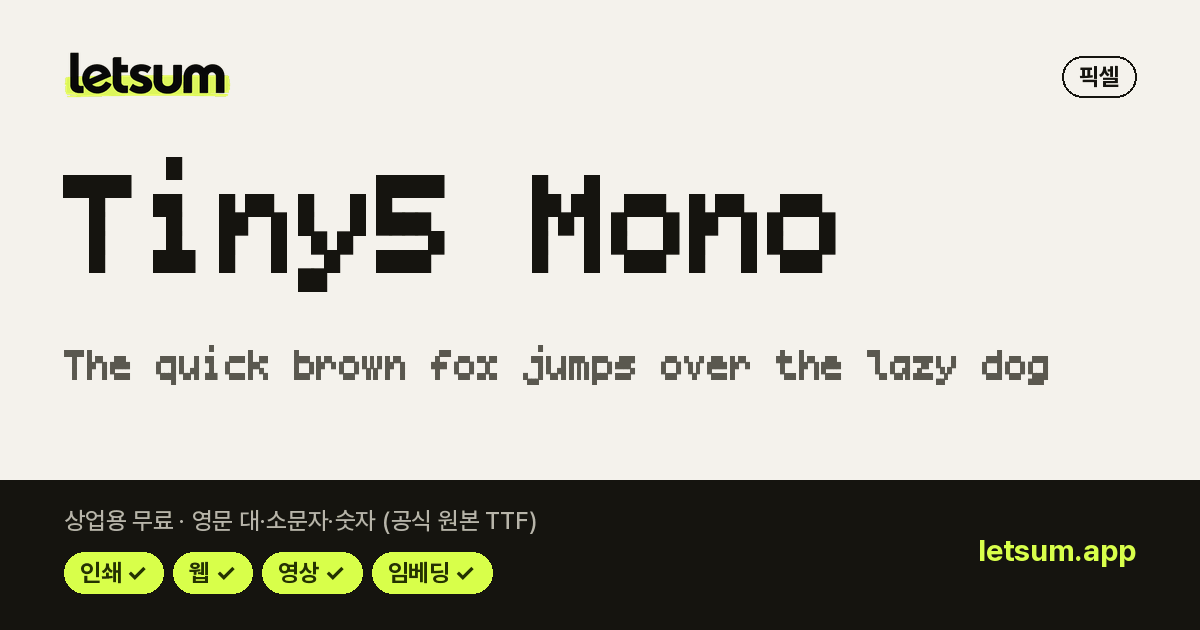 letsum
픽셀
Tiny5 Mono
The quick brown fox jumps over the lazy dog
상업용 무료 · 영문 대·소문자·숫자 (공식 원본 TTF)
인쇄 ✓ 웹 ✓ 영상 ✓ 임베딩 ✓
letsum.app